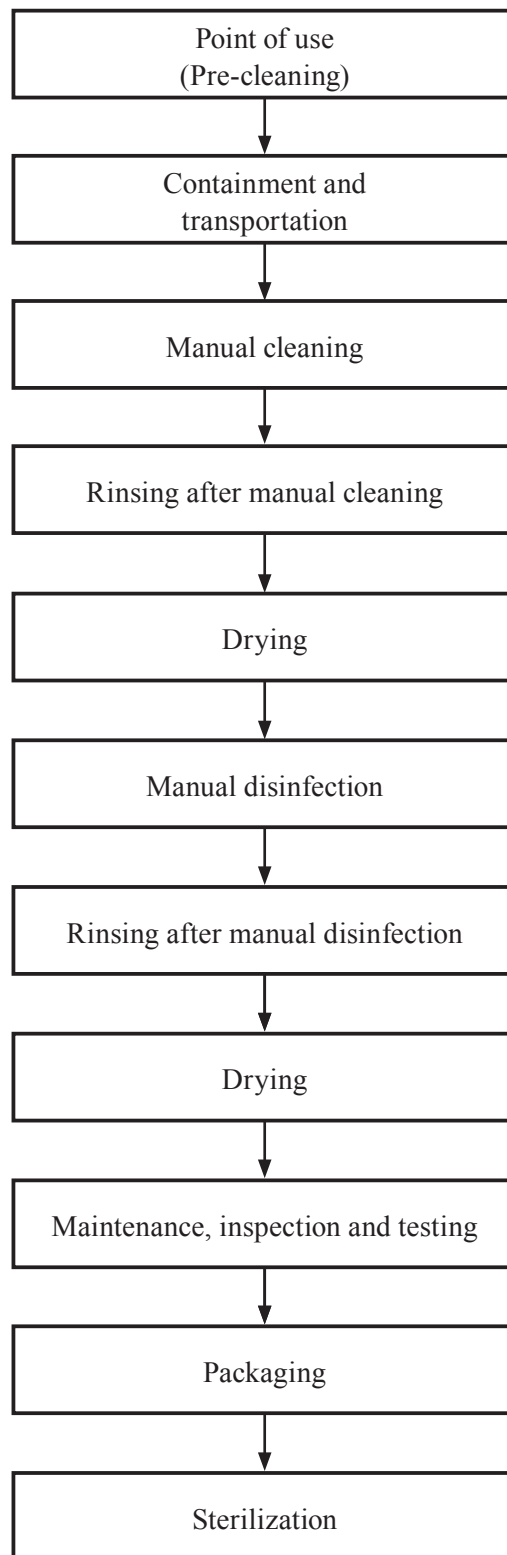 Point of use
(Pre-cleaning)
Containment and
transportation
Manual cleaning
Rinsing after manual cleaning
Drying
Manual disinfection
Rinsing after manual disinfection
Drying
Maintenance, inspection and testing
Packaging
Sterilization